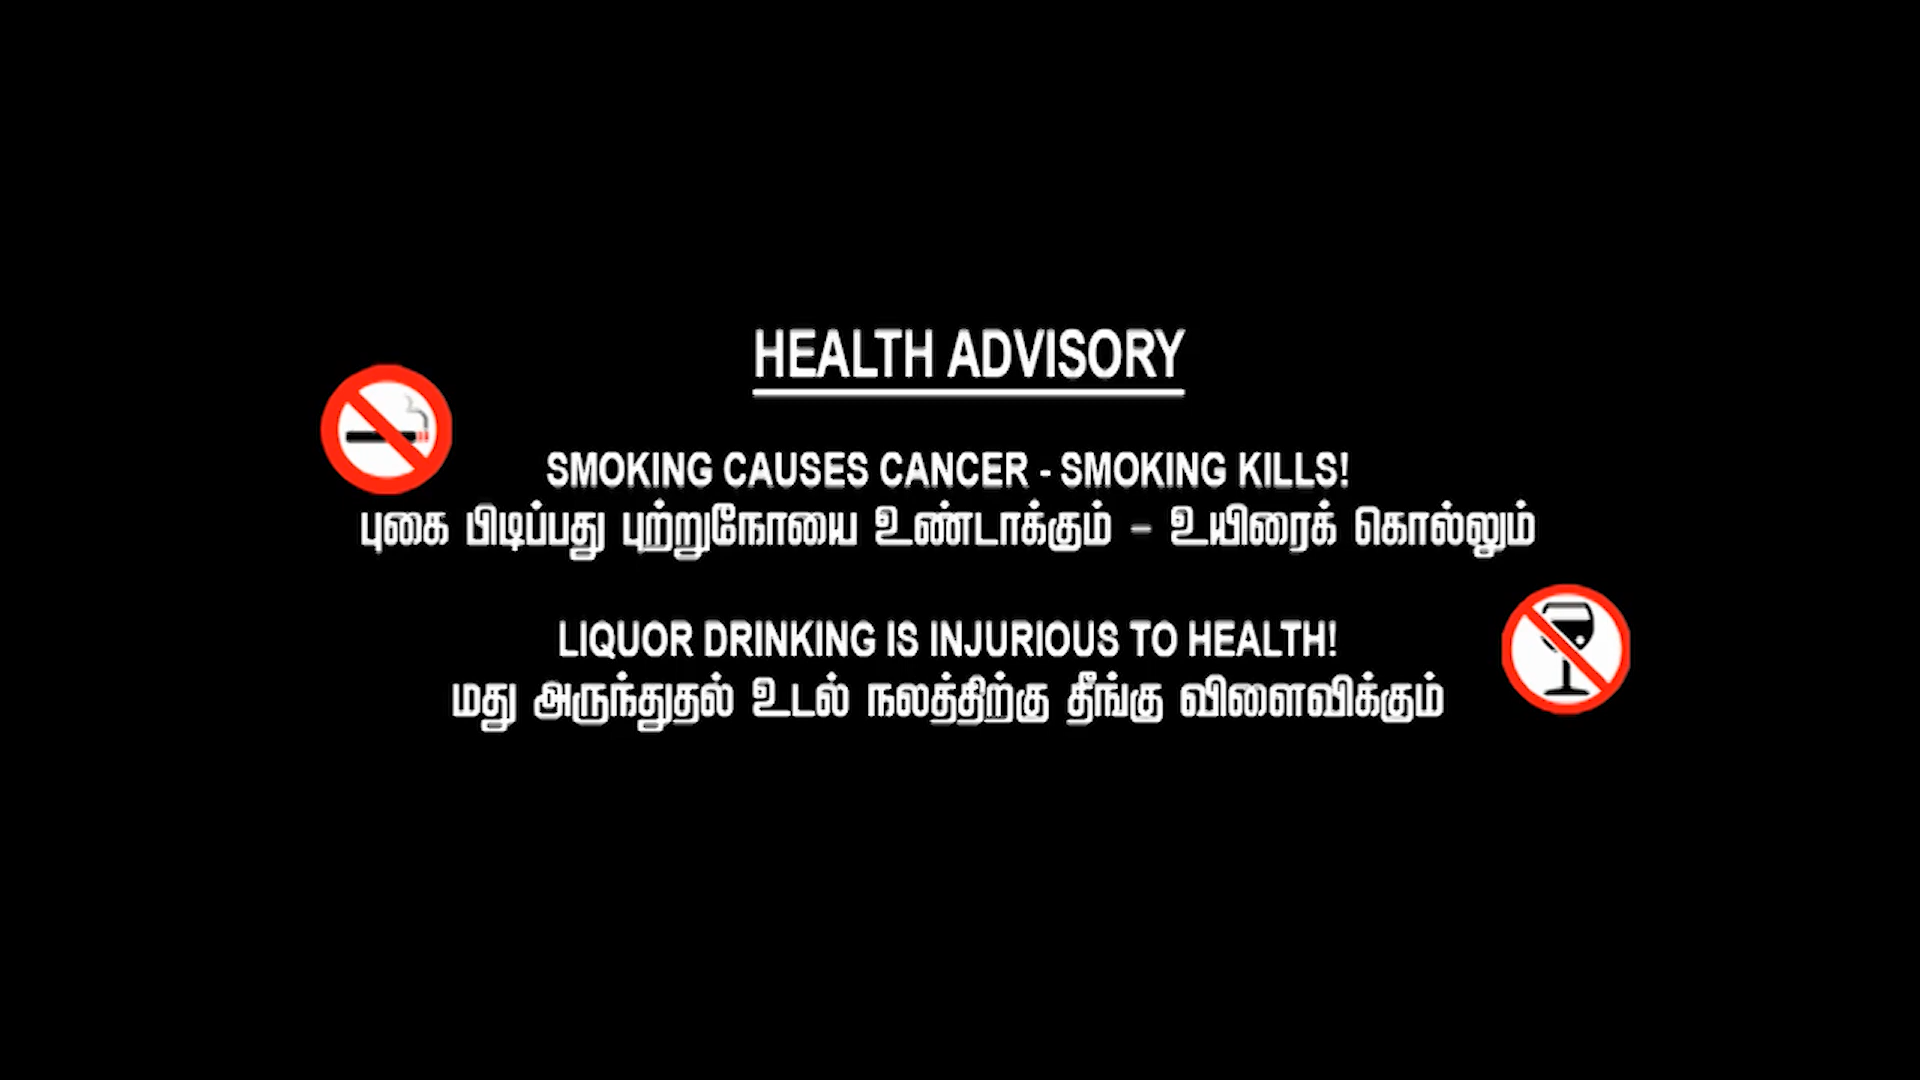 HEALTH ADVISORY
SMOKING CAUSES CANCER - SMOKING KILLS!
புகை பிடிப்பது புற்றுநோயை உண்டாக்கும் - உயிரைக் கொல்லும்
LIQUOR DRINKING IS INJURIOUS TO HEALTH!
மது அருந்துதல் உடல் நலத்திற்கு தீங்கு விளைவிக்கும்